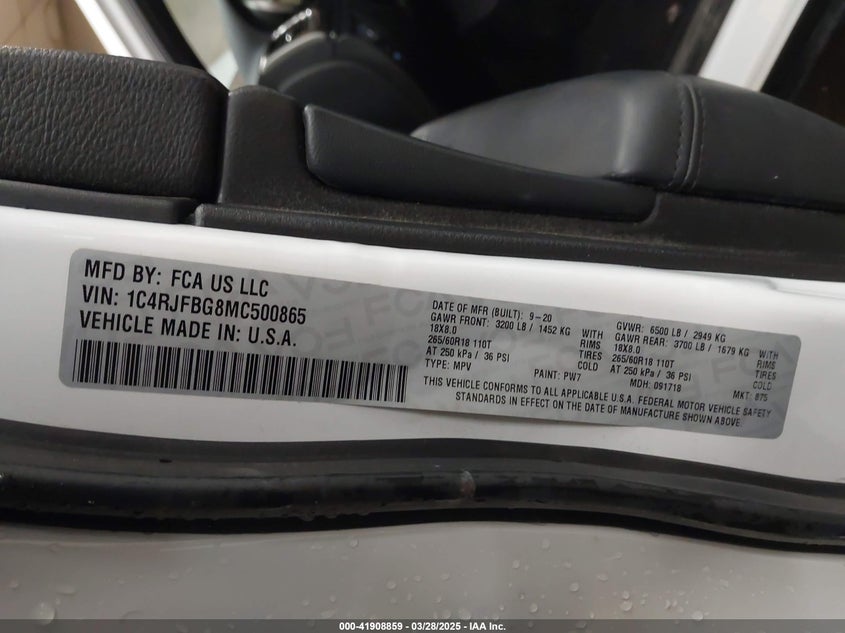 MFD BY: FCA US LLC
VIN: 1C4RJFBG8MC500865
VEHICLE MADE IN: U.S.A.
DATE OF MFR (BUILT): 9-20 GVWR: 6500 LB / 2949 KG
GAWR FRONT: 3200 LB / 1452 KG WITH GAWR REAR: 3700 LB / 1679 KG WITH
18X8.0 RIMS 18X8.0 RIMS
265/60R18 110T TIRES 265/60R18 110T TIRES
AT 250 kPa / 36 PSI COLD AT 250 kPa / 36 PSI COLD
TYPE: MPV PAINT: PW7 MDH: 091718 MKT: 875
THIS VEHICLE CONFORMS TO ALL APPLICABLE U.S.A. FEDERAL MOTOR VEHICLE SAFETY
STANDARDS IN EFFECT ON THE DATE OF MANUFACTURE SHOWN ABOVE.
000-41908859 - 03/28/2025 - IAA Inc.